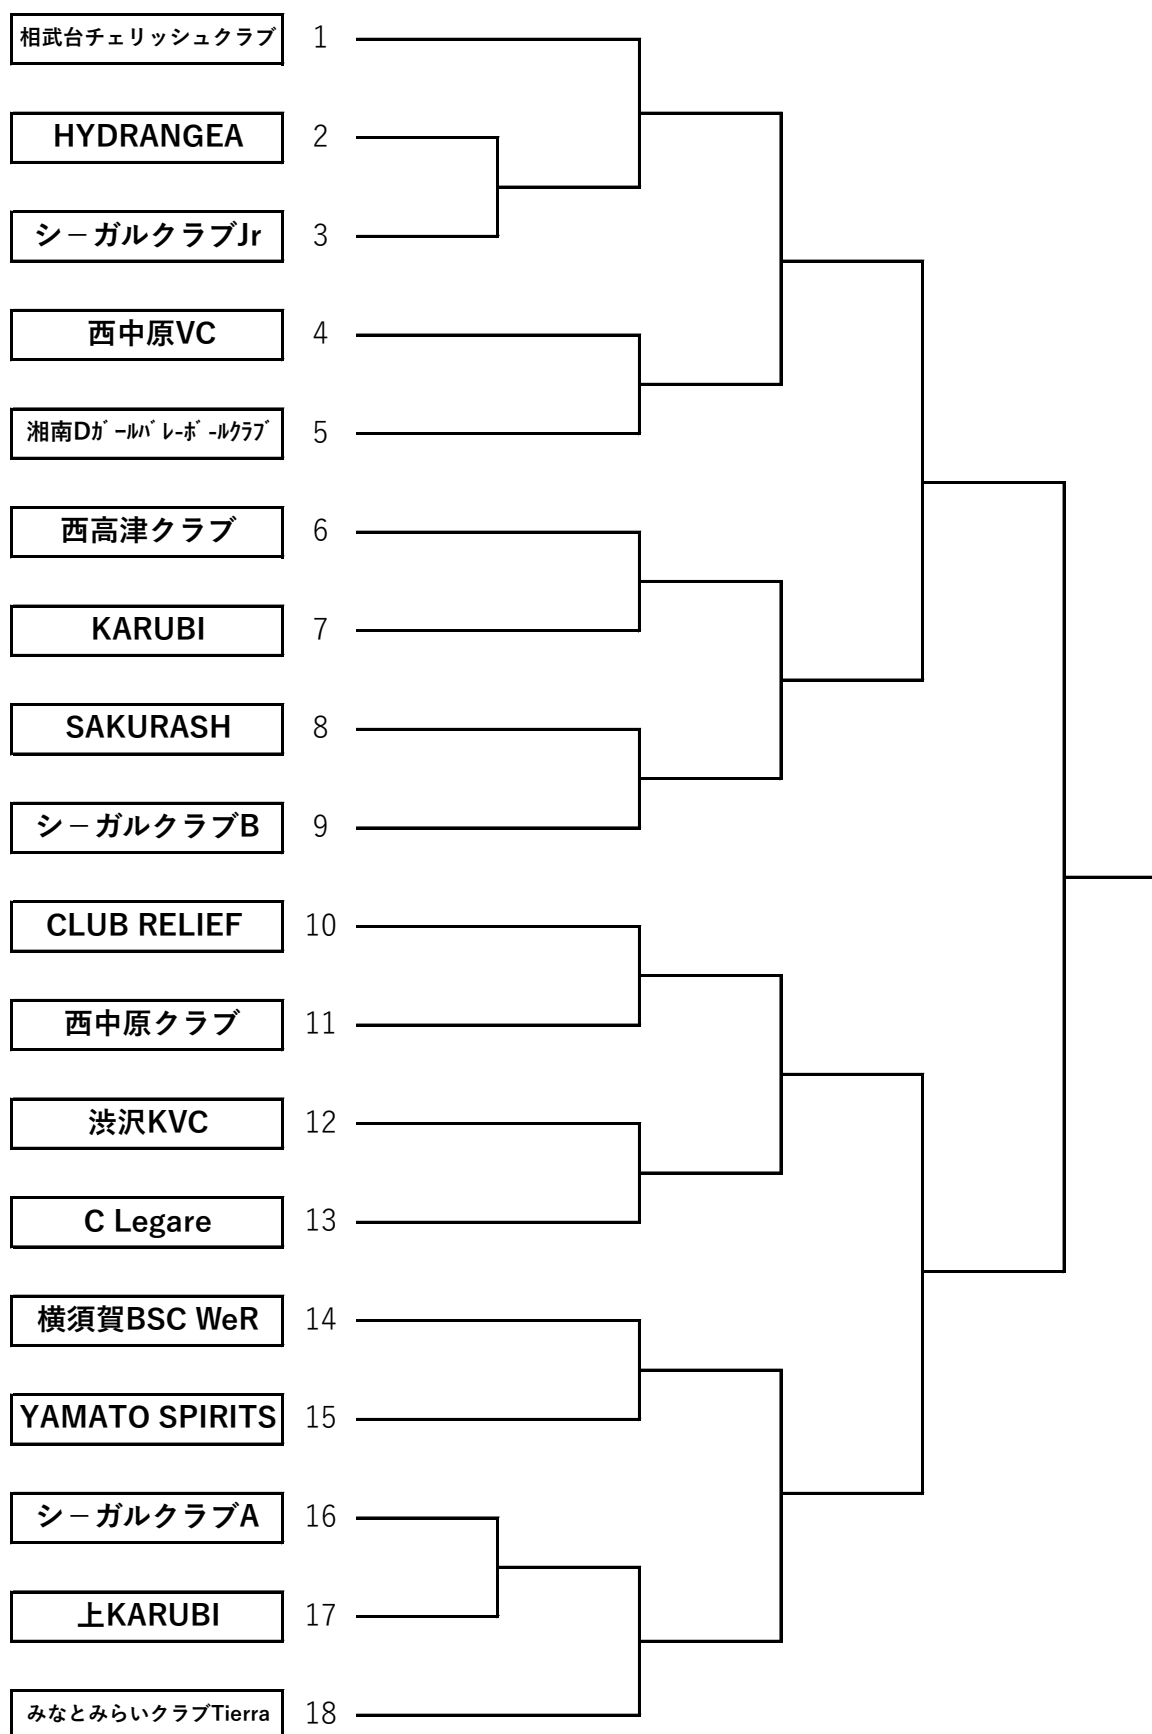 相武台チェリッシュクラブ 1
HYDRANGEA 2
シ－ガルクラブJr 3
西中原VC 4
湘南Dｶﾞｰﾙﾊﾞﾚｰﾎﾞｰﾙｸﾗﾌﾞ 5
西高津クラブ 6
KARUBI 7
SAKURASH 8
シ－ガルクラブB 9
CLUB RELIEF 10
西中原クラブ 11
渋沢KVC 12
C Legare 13
横須賀BSC WeR 14
YAMATO SPIRITS 15
シ－ガルクラブA 16
上KARUBI 17
みなとみらいクラブTierra 18